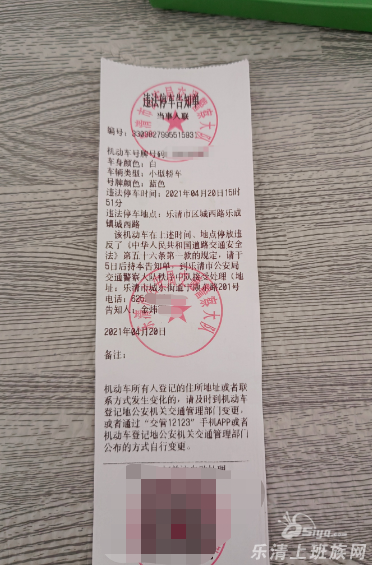 违法停车告知单
当事人联
编号:
机动车号牌号码:
车身颜色: 白
车辆类型: 小型轿车
号牌颜色: 蓝色
违法停车时间: 2021年04月20日15时
51分
违法停车地点: 乐清市区城西路乐成
镇城西路
该机动车在上述时间、地点停放违
反了《中华人民共和国道路交通安全
法》第五十六条第一款的规定, 请于
5日后持本告知单, 到乐清市公安局
交通警察大队秩序中队接受处理(地
址: 乐清市城东街道 201号
电话: 625
告知人: 金炜
2021年04月20日
备注:
机动车所有人登记的住所地址或者联
系方式发生变化的, 请及时到机动车
登记地公安机关交通管理部门变更,
或者通过“交管12123”手机APP或者
机动车登记地公安机关交通管理部门
公布的方式自行变更。
乐清上班族网